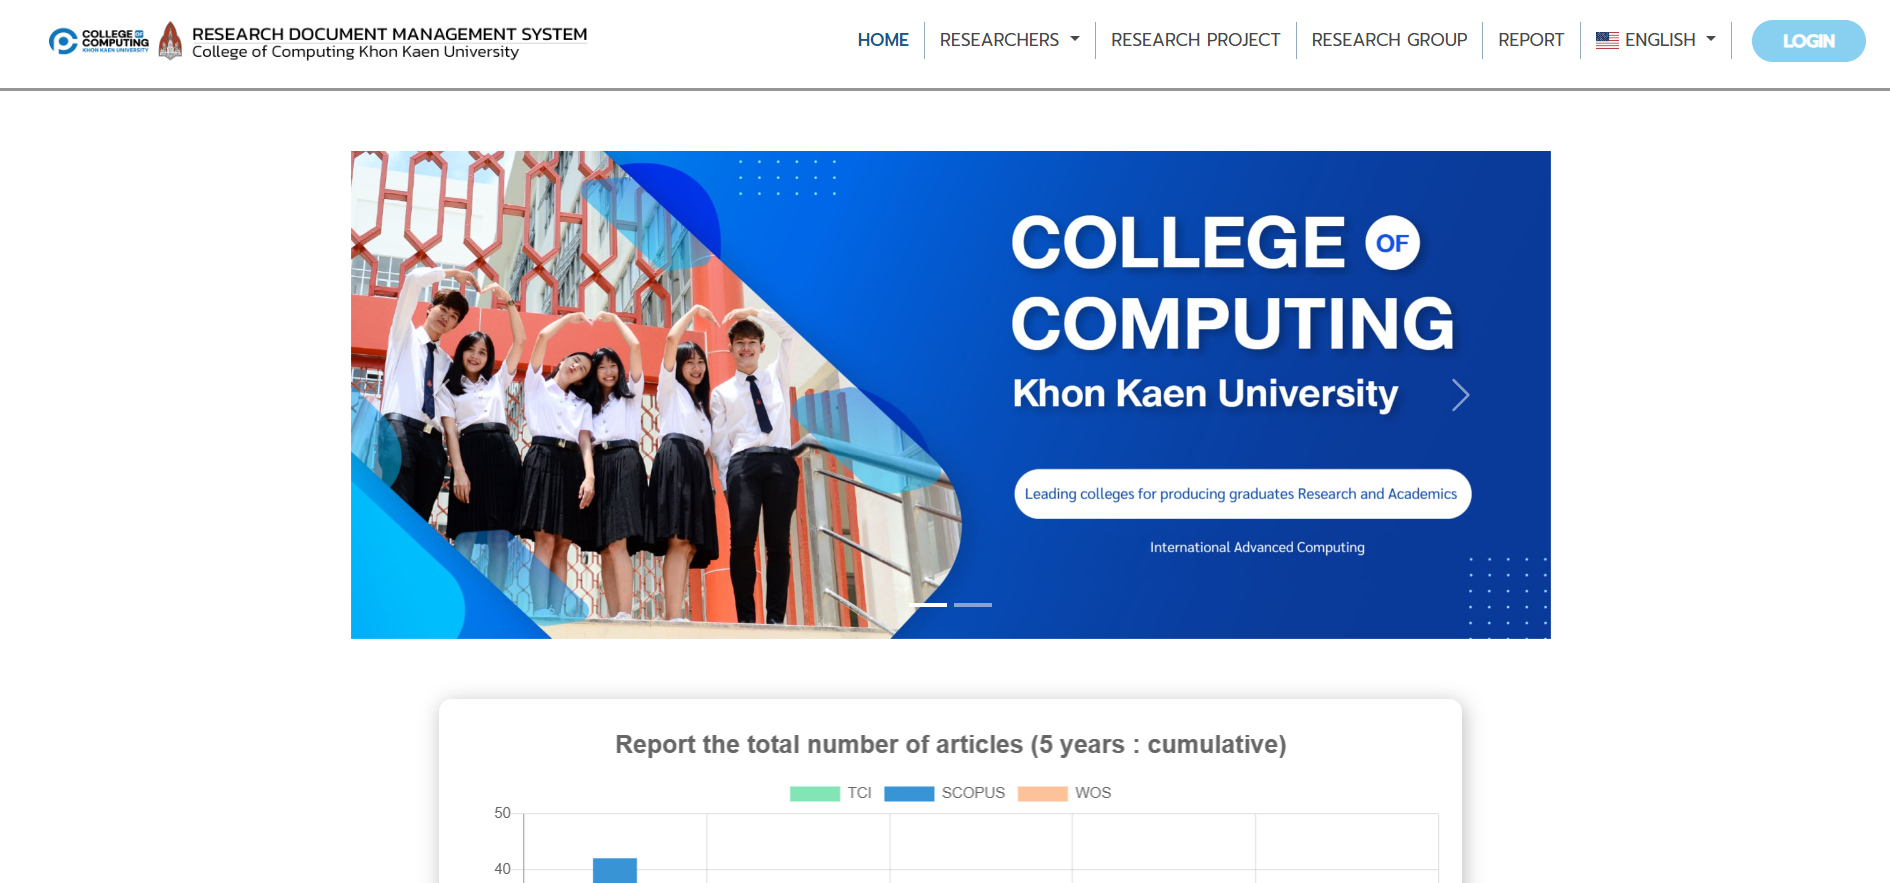 COLLEGE OF
COMPUTING
KHON KAEN UNIVERSITY
RESEARCH DOCUMENT MANAGEMENT SYSTEM
College of Computing Khon Kaen University
HOME
RESEARCHERS
RESEARCH PROJECT
RESEARCH GROUP
REPORT
ENGLISH
LOGIN
COLLEGE OF
COMPUTING
Khon Kaen University
Leading colleges for producing graduates Research and Academics
International Advanced Computing
Report the total number of articles (5 years : cumulative)
TCI SCOPUS WOS
50
40